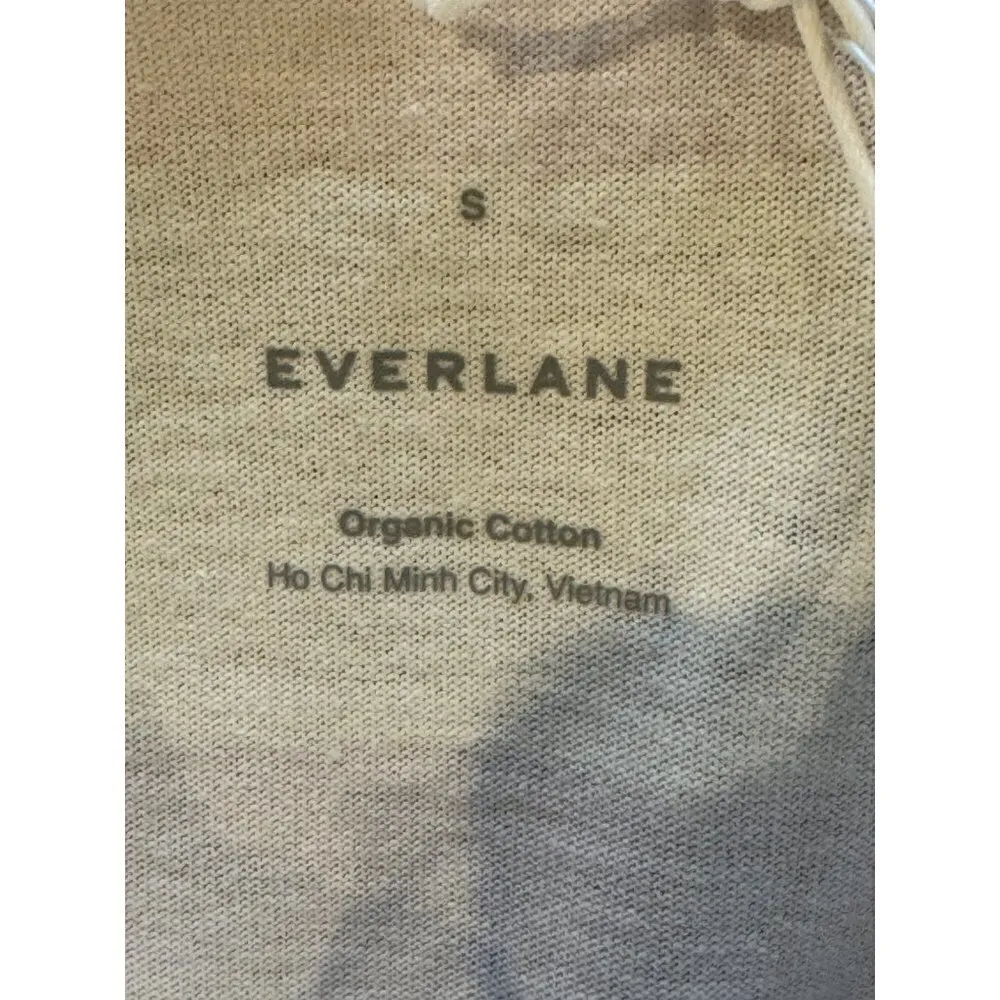 S
EVERLANE
Organic Cotton
Ho Chi Minh City, Vietnam